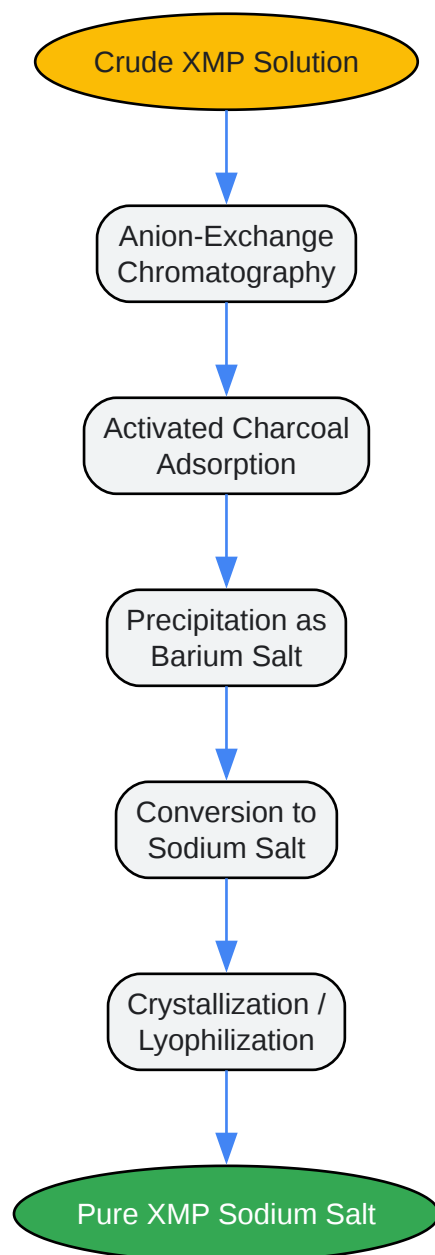 Crude XMP Solution
Anion-Exchange
Chromatography
Activated Charcoal
Adsorption
Precipitation as
Barium Salt
Conversion to
Sodium Salt
Crystallization /
Lyophilization
Pure XMP Sodium Salt